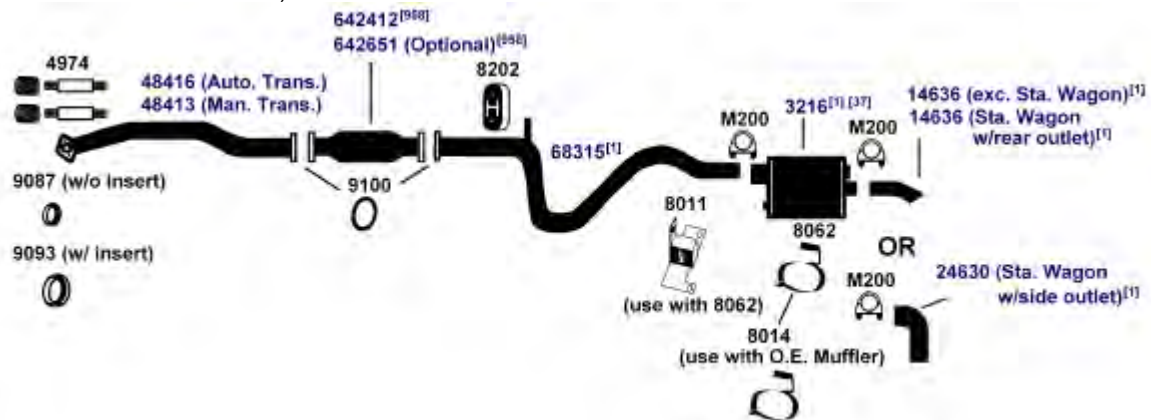 642412[958]
642651 (Optional)[958]
4974
48416 (Auto. Trans.)
48413 (Man. Trans.)
8202
M200
3216[1] [37]
M200
14636 (exc. Sta. Wagon)[1]
14636 (Sta. Wagon
w/rear outlet)[1]
68315[1]
9087 (w/o insert)
9100
8011
8062
OR
9093 (w/ insert)
(use with 8062)
M200
24630 (Sta. Wagon
w/side outlet)[1]
8014
(use with O.E. Muffler)